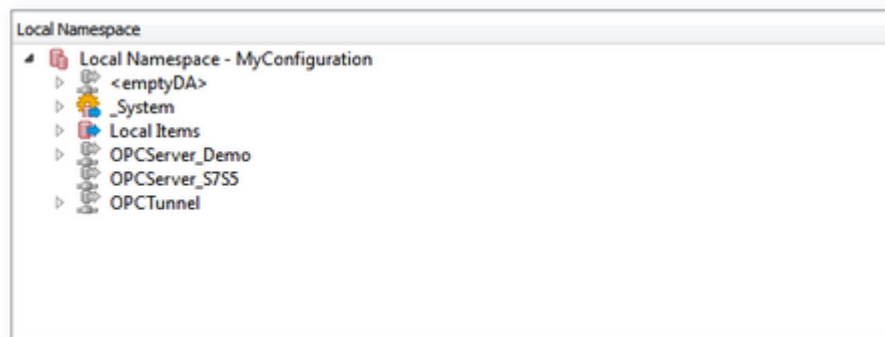 Local Namespace
Local Namespace - MyConfiguration
<emptyDA>
_System
Local Items
OPCServer_Demo
OPCServer_S7S5
OPCTunnel